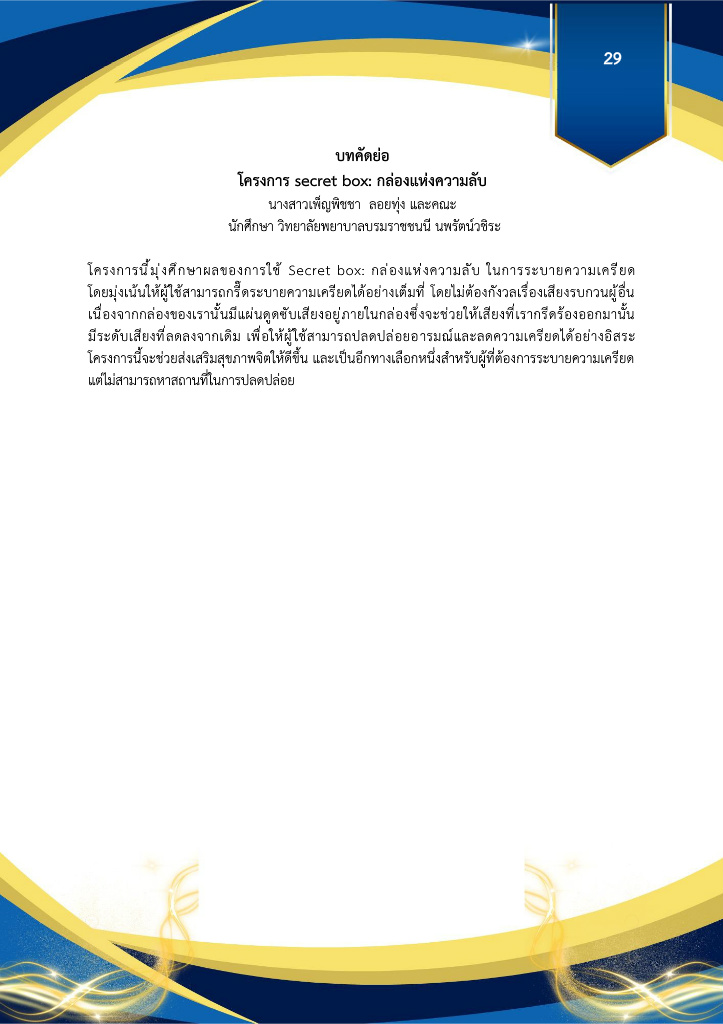 29
บทคัดย่อ
โครงการ secret box: กล่องแห่งความลับ
นางสาวเพ็ญพิชชา ลอยทุ่ง และคณะ
นักศึกษา วิทยาลัยพยาบาลบรมราชชนนี นพรัตน์วชิระ
โครงการนี้มุ่งศึกษาผลของการใช้ Secret box: กล่องแห่งความลับ ในการระบายความเครียด
โดยมุ่งเน้นให้ผู้ใช้สามารถกรี๊ดระบายความเครียดได้อย่างเต็มที่ โดยไม่ต้องกังวลเรื่องเสียงรบกวนผู้อื่น
เนื่องจากกล่องของเรานั้นมีแผ่นดูดซับเสียงอยู่ภายในกล่องซึ่งจะช่วยให้เสียงที่เรากรีดร้องออกมานั้น
มีระดับเสียงที่ลดลงจากเดิม เพื่อให้ผู้ใช้สามารถปลดปล่อยอารมณ์และลดความเครียดได้อย่างอิสระ
โครงการนี้จะช่วยส่งเสริมสุขภาพจิตให้ดีขึ้น และเป็นอีกทางเลือกหนึ่งสำหรับผู้ที่ต้องการระบายความเครียด
แต่ไม่สามารถหาสถานที่ในการปลดปล่อย